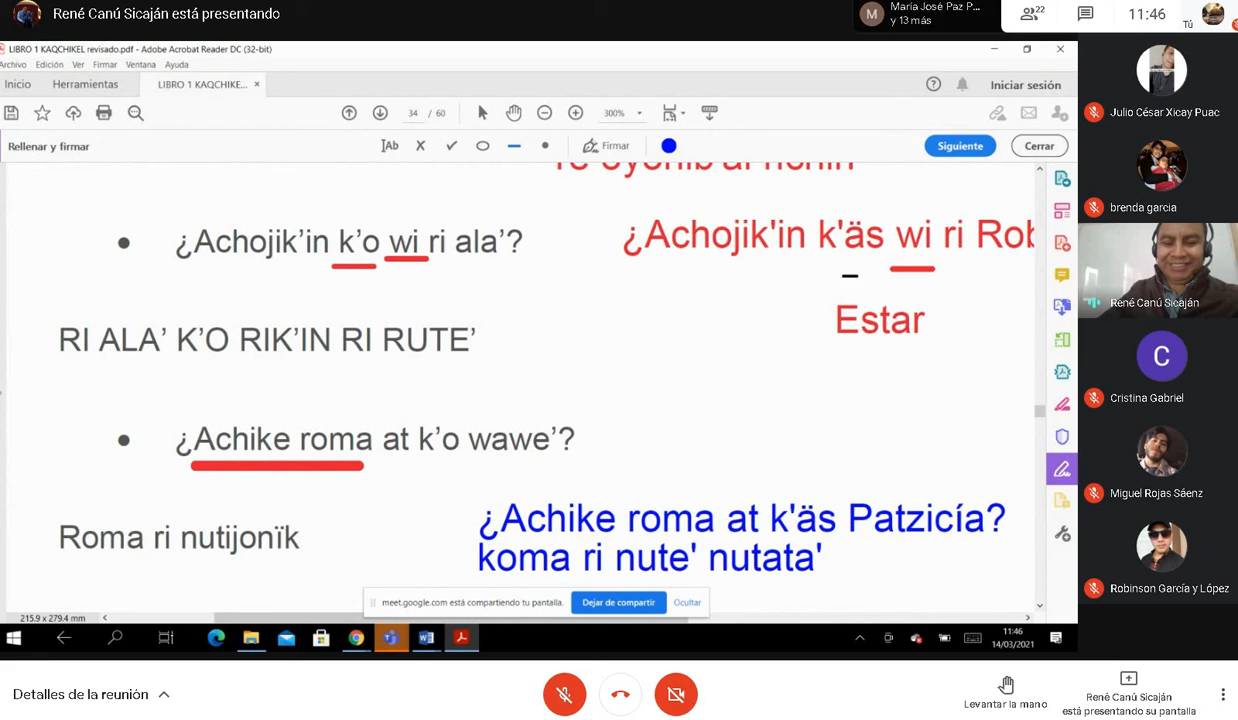 René Canú Sicaján está presentando
María José Paz P...
y 13 más
22
11:46
Tú
LIBRO 1 KAQCHIKEL revisado.pdf - Adobe Acrobat Reader DC (32-bit)
Archivo Edición Ver Firmar Ventana Ayuda
Inicio Herramientas LIBRO 1 KAQCHIKE... × Iniciar sesión
34 / 60 300%
Rellenar y firmar Firmar Siguiente Cerrar
• ¿Achojik’in k’o wi ri ala’? ¿Achojik'in k'äs wi ri Rob
Estar
RI ALA’ K’O RIK’IN RI RUTE’
• ¿Achike roma at k’o wawe’?
¿Achike roma at k'äs Patzicía?
Roma ri nutijonïk
koma ri nute' nutata'
meet.google.com está compartiendo tu pantalla. Dejar de compartir Ocultar
215.9 x 279.4 mm
11:46
14/03/2021
Julio César Xicay Puac
brenda garcia
René Canú Sicaján
C
Cristina Gabriel
Miguel Rojas Sáenz
Robinson García y López
Detalles de la reunión
Levantar la mano
René Canú Sicaján
está presentando su pantalla